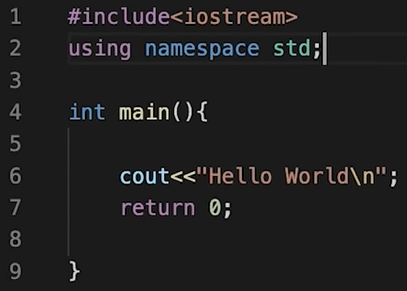 1 #include<iostream>
2 using namespace std;
3
4 int main(){
5
6 cout<<"Hello World\n";
7 return 0;
8
9 }